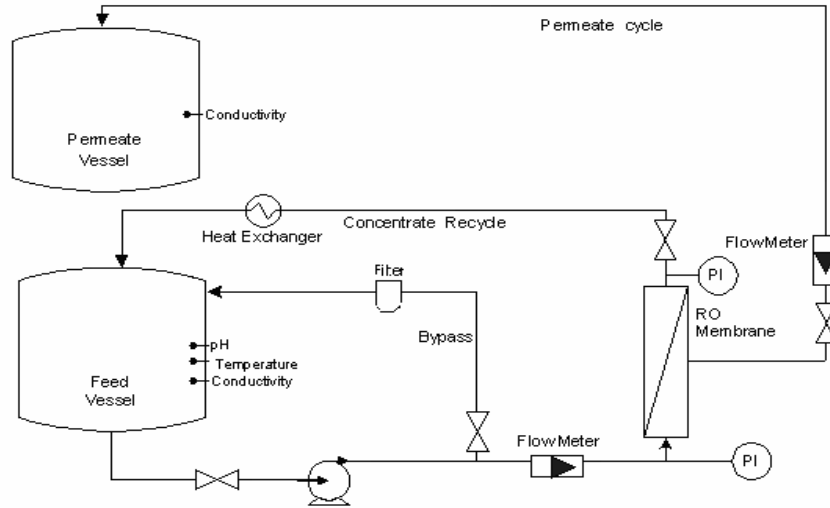 Permeate cycle
Conductivity
Permeate
Vessel
Concentrate Recycle
Heat Exchanger
FlowMeter
PI
Filter
RO
Membrane
Bypass
pH
Temperature
Conductivity
Feed
Vessel
FlowMeter
PI